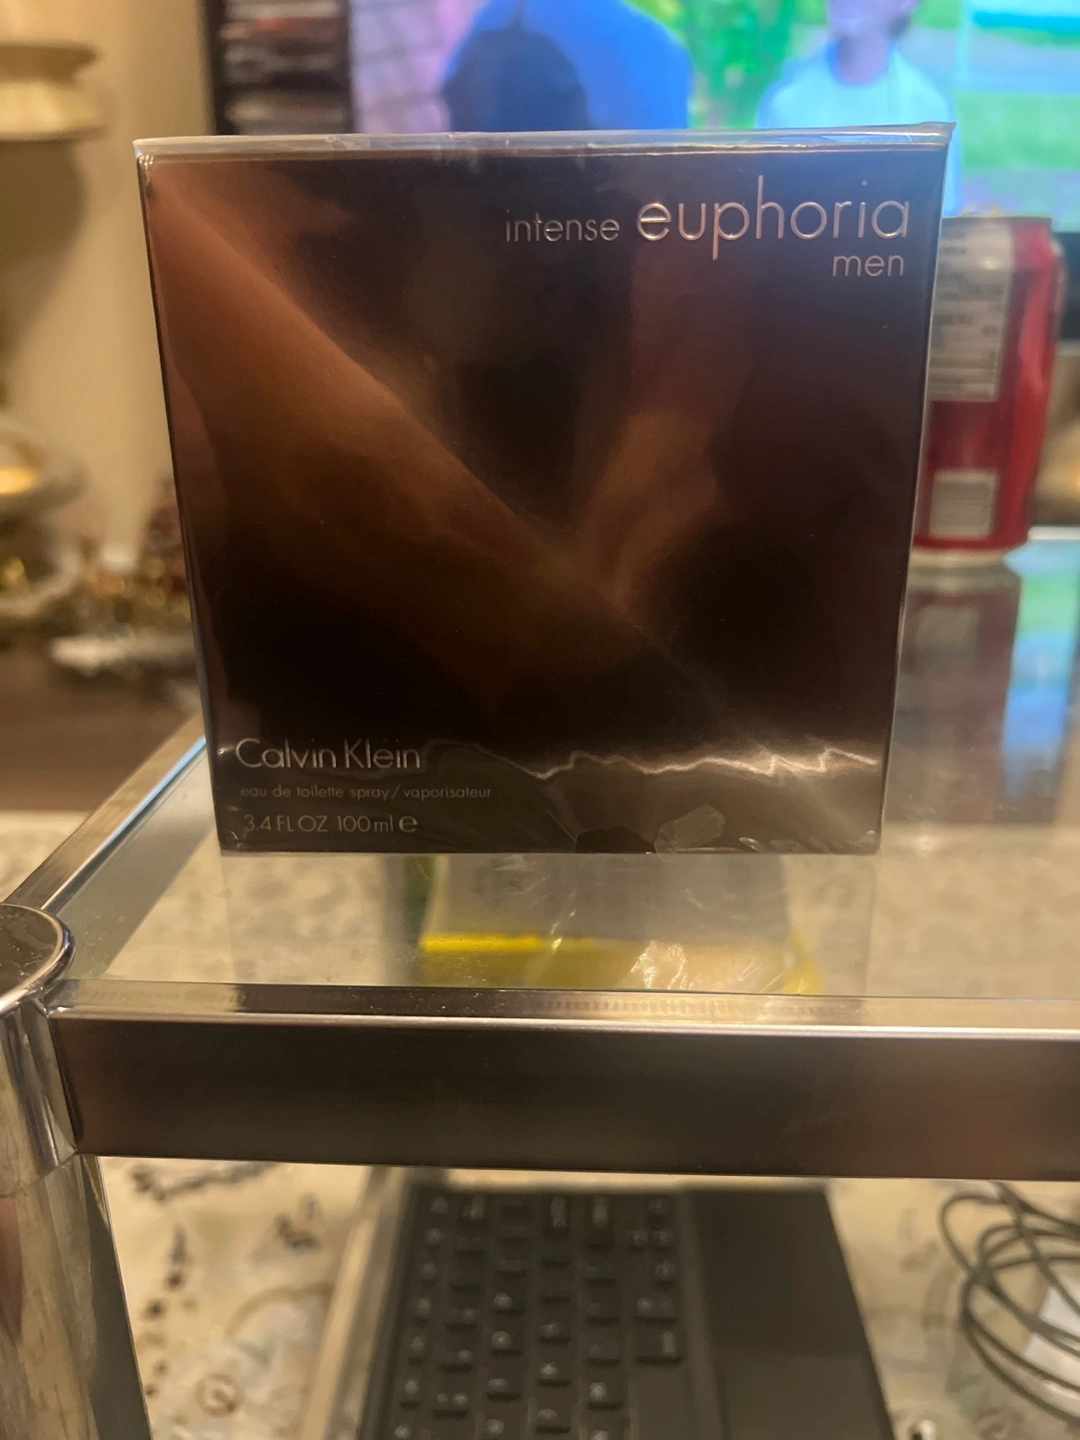 intense euphoria
men
Calvin Klein
eau de toilette spray/vaporisateur
3.4 FL OZ 100 ml ℮